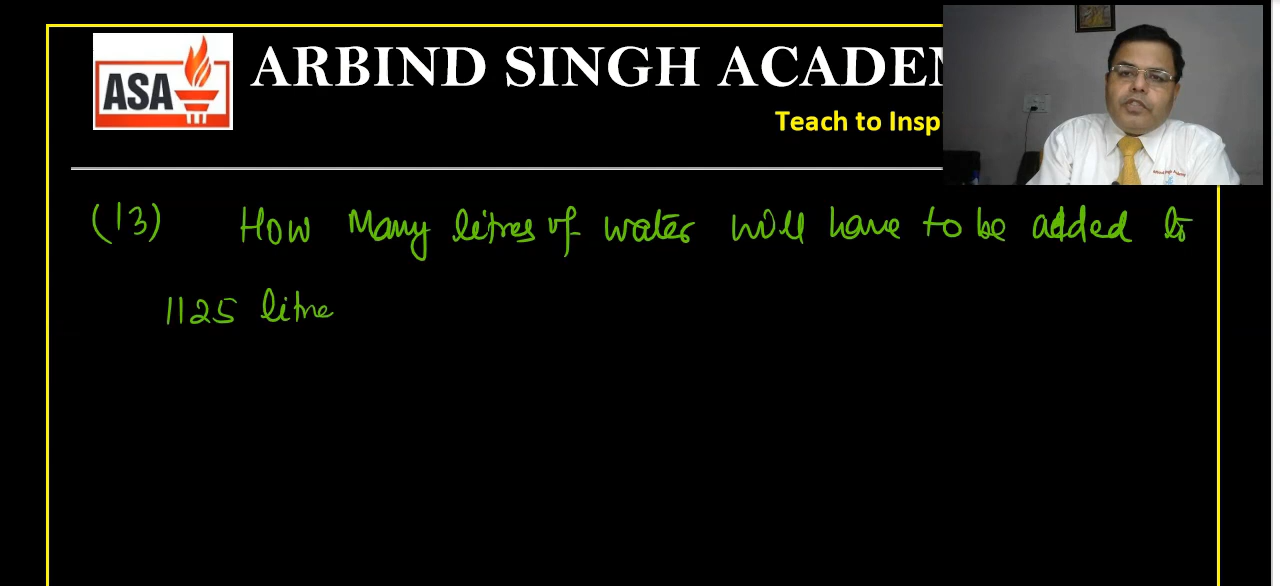 ASA
ARBIND SINGH ACADEM
Teach to Insp
(13) How Many litres of water will have to be added to
1125 litre